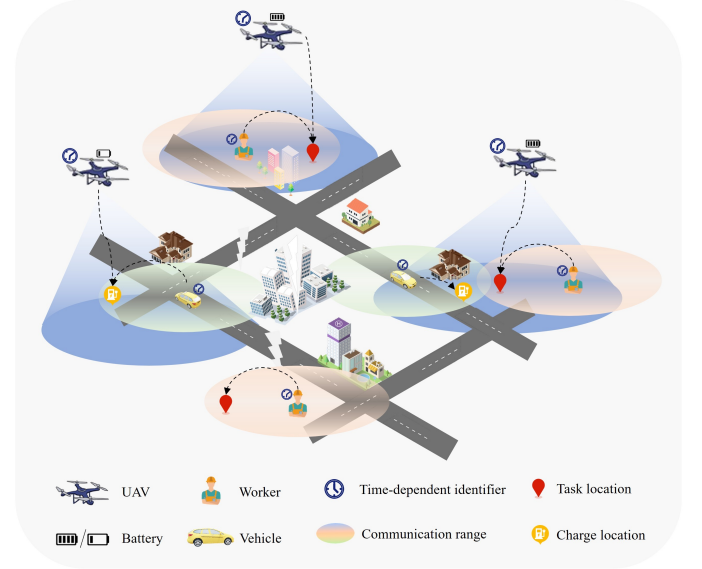 UAV
Worker
Time-dependent identifier
Task location
Battery
Vehicle
Communication range
Charge location